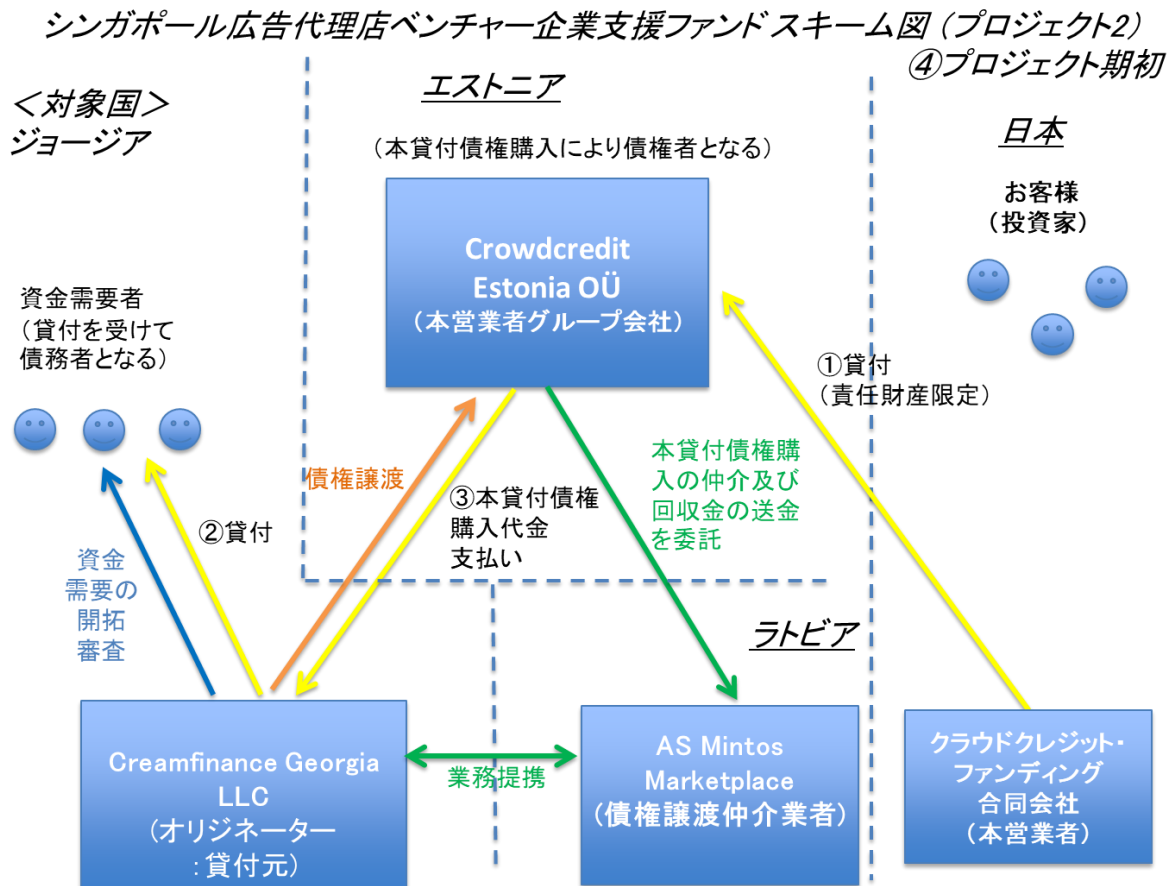 シンガポール広告代理店ベンチャー企業支援ファンド スキーム図 (プロジェクト2)
④プロジェクト期初
＜対象国＞
ジョージア
資金需要者
(貸付を受けて
債務者となる)
②貸付
資金
需要の
開拓
審査
エストニア
(本貸付債権購入により債権者となる)
Crowdcredit
Estonia OÜ
(本営業者グループ会社)
債権譲渡
③本貸付債権
購入代金
支払い
本貸付債権購
入の仲介及び
回収金の送金
を委託
日本
お客様
(投資家)
①貸付
(責任財産限定)
ラトビア
Creamfinance Georgia
LLC
(オリジネーター
:貸付元)
業務提携
AS Mintos
Marketplace
(債権譲渡仲介業者)
クラウドクレジット・
ファンディング
合同会社
(本営業者)